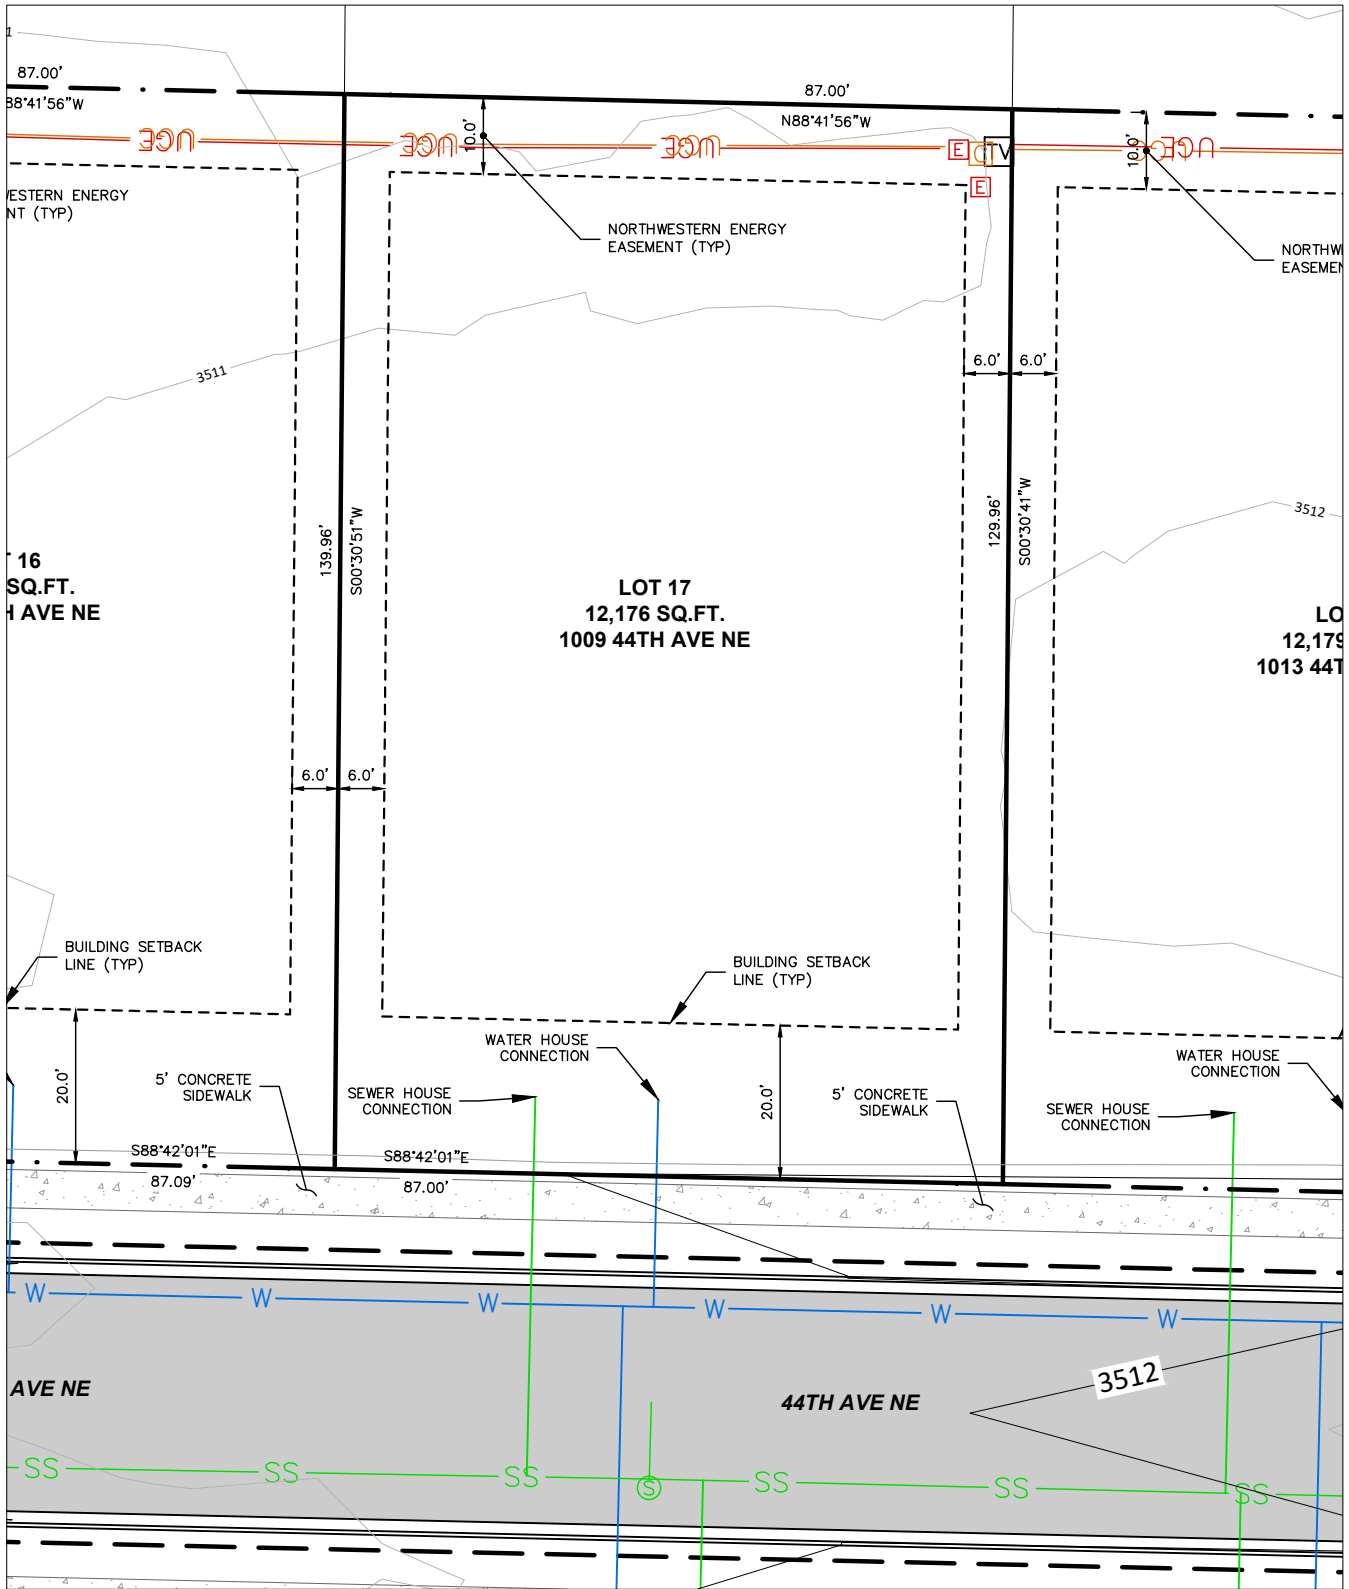 87.00'
88°41'56"W
87.00'
N88°41'56"W
UGE
UGE
UGE
UGE
10.0'
10.0'
E
E
V
NORTHWESTERN ENERGY
EASEMENT (TYP)
ESTERN ENERGY
NT (TYP)
NORTHW
EASEMEN
3511
6.0'
6.0'
3512
139.96'
S00°30'51"W
129.96'
S00°30'41"W
16
SQ.FT.
H AVE NE
LOT 17
12,176 SQ.FT.
1009 44TH AVE NE
LO
12,179
1013 44T
6.0'
6.0'
BUILDING SETBACK
LINE (TYP)
BUILDING SETBACK
LINE (TYP)
WATER HOUSE
CONNECTION
WATER HOUSE
CONNECTION
20.0'
5' CONCRETE
SIDEWALK
SEWER HOUSE
CONNECTION
20.0'
5' CONCRETE
SIDEWALK
SEWER HOUSE
CONNECTION
S88°42'01"E
87.09'
S88°42'01"E
87.00'
W
W
W
W
W
W
AVE NE
44TH AVE NE
3512
SS
SS
SS
SS
SS
SS
S